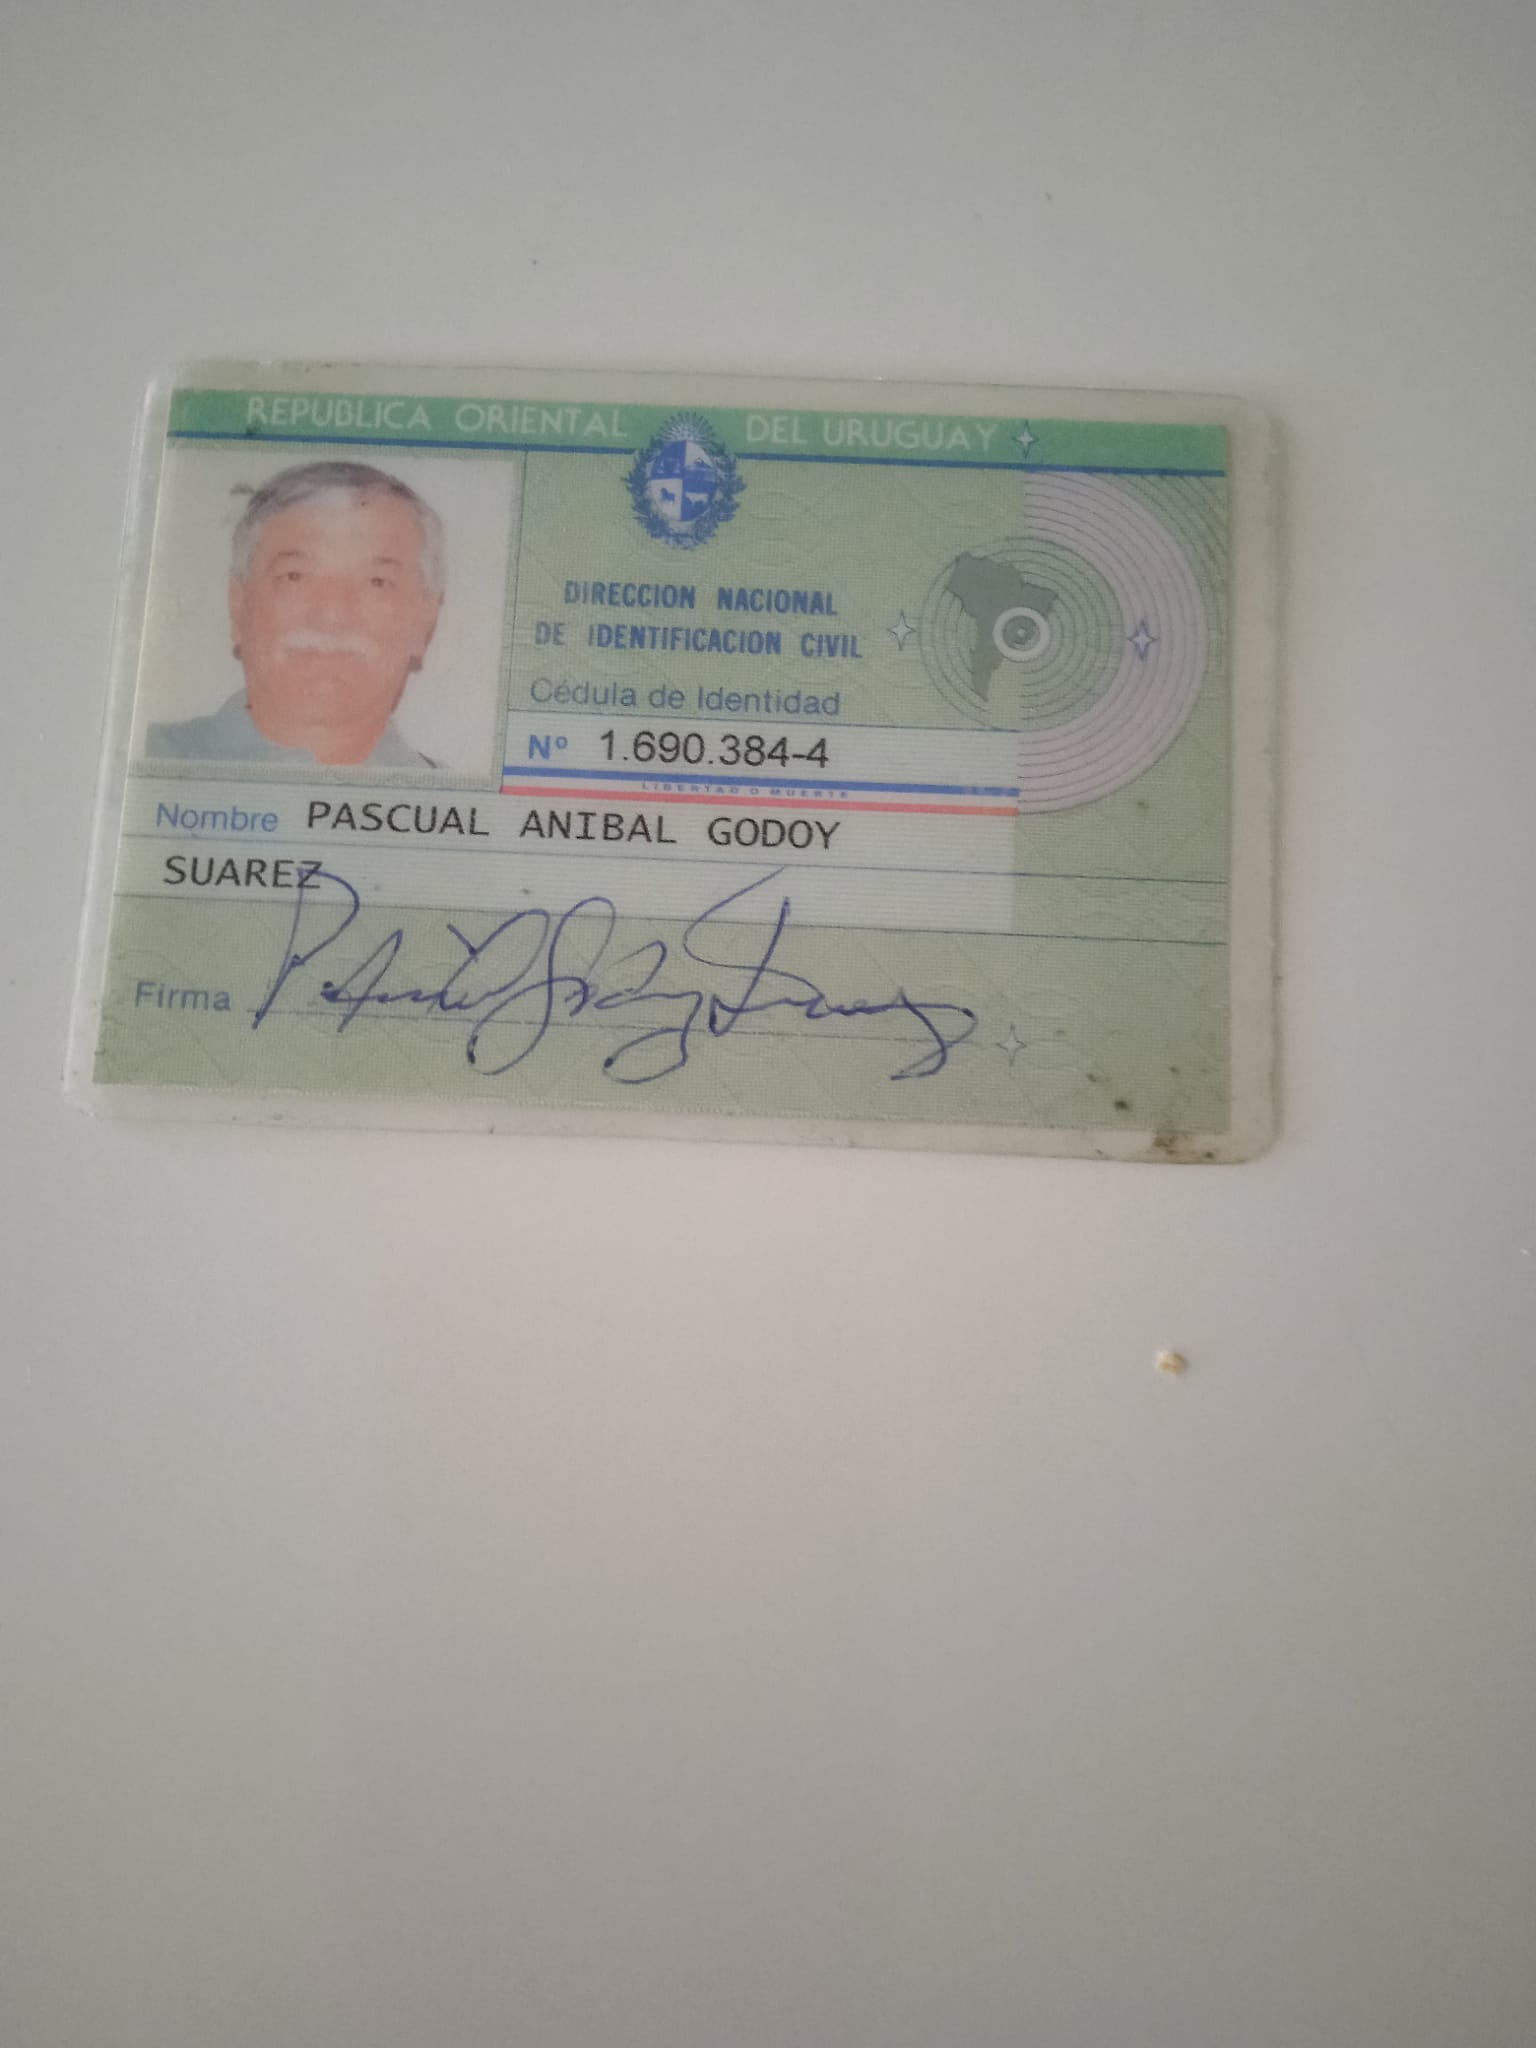 REPUBLICA ORIENTAL DEL URUGUAY
DIRECCION NACIONAL
DE IDENTIFICACION CIVIL
Cédula de Identidad
Nº 1.690.384-4
LIBERTAD O MUERTE
Nombre PASCUAL ANIBAL GODOY
SUAREZ
Firma